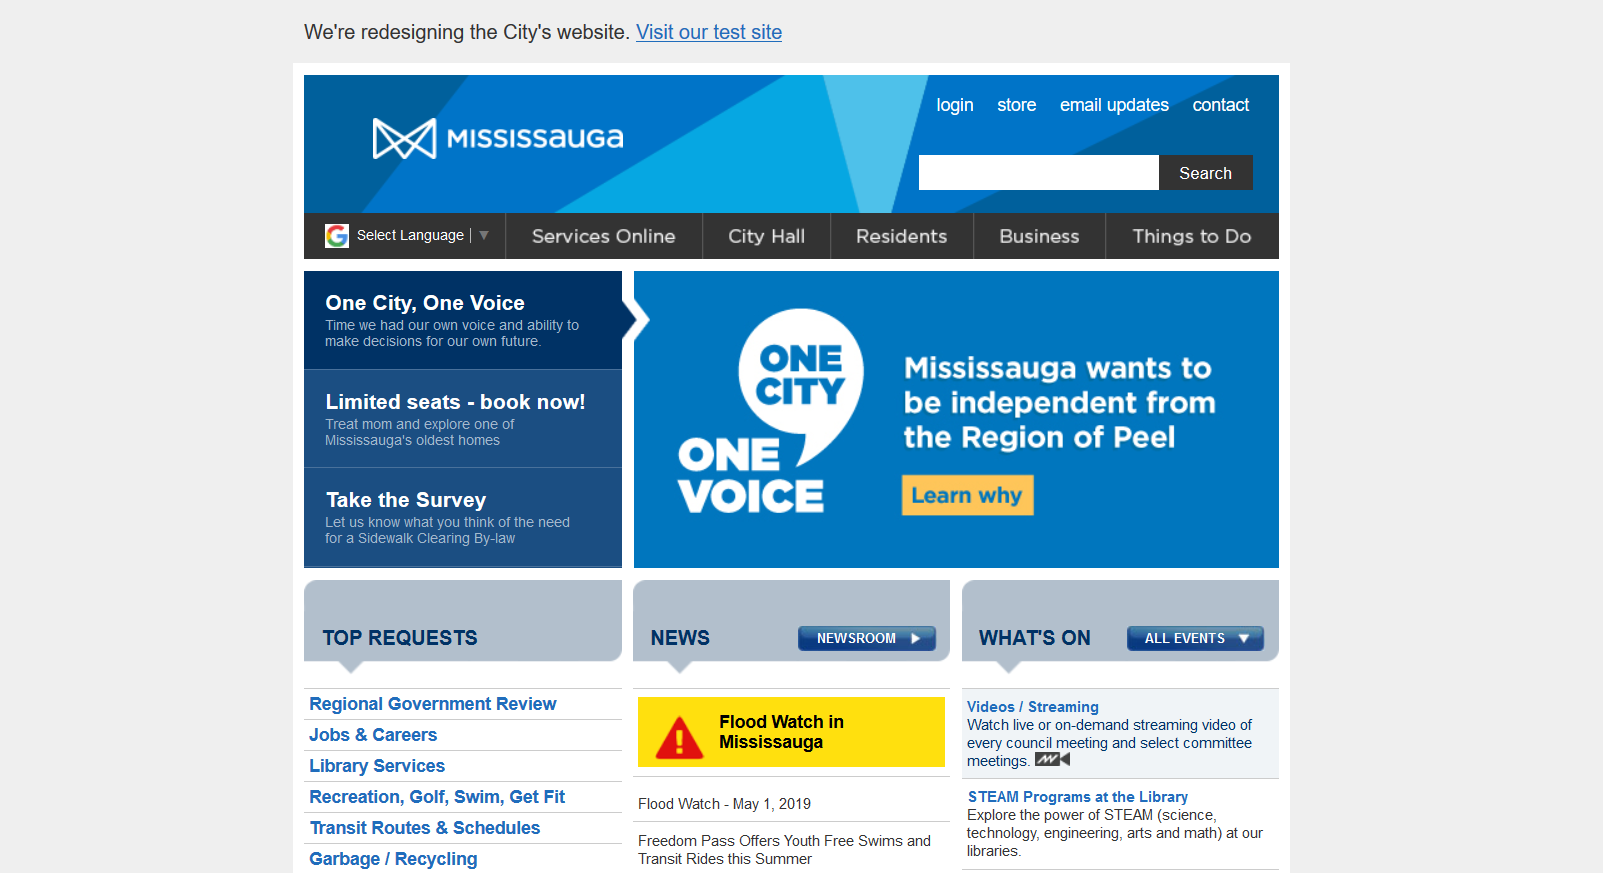 We're redesigning the City's website. Visit our test site
MISSISSAUGA
login store email updates contact
Search
Select Language
Services Online
City Hall
Residents
Business
Things to Do
One City, One Voice
Time we had our own voice and ability to
make decisions for our own future.
Limited seats - book now!
Treat mom and explore one of
Mississauga's oldest homes
Take the Survey
Let us know what you think of the need
for a Sidewalk Clearing By-law
ONE
CITY
ONE
VOICE
Mississauga wants to
be independent from
the Region of Peel
Learn why
TOP REQUESTS
Regional Government Review
Jobs & Careers
Library Services
Recreation, Golf, Swim, Get Fit
Transit Routes & Schedules
Garbage / Recycling
NEWS
NEWSROOM
Flood Watch in
Mississauga
Flood Watch - May 1, 2019
Freedom Pass Offers Youth Free Swims and
Transit Rides this Summer
WHAT'S ON
ALL EVENTS
Videos / Streaming
Watch live or on-demand streaming video of
every council meeting and select committee
meetings.
STEAM Programs at the Library
Explore the power of STEAM (science,
technology, engineering, arts and math) at our
libraries.